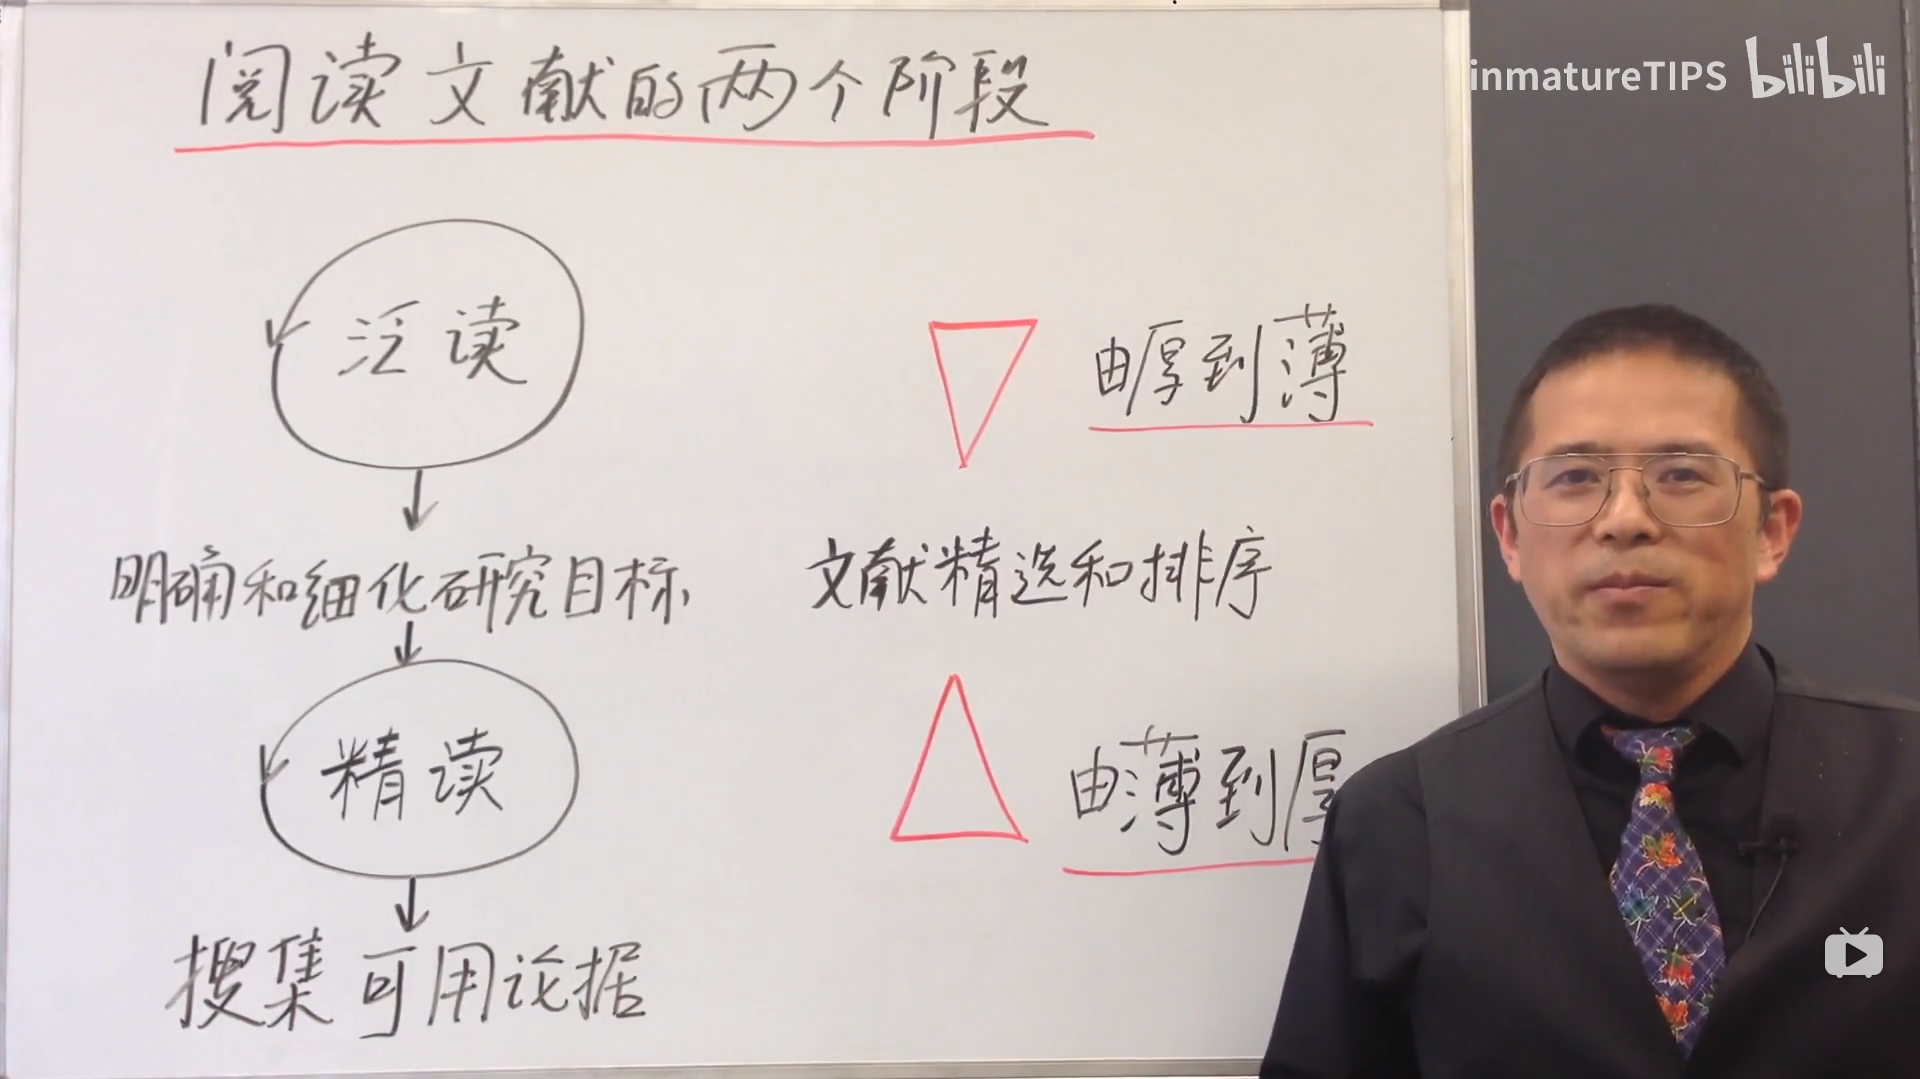 阅读文献的两个阶段
inmatureTIPS bilibili
泛读
由厚到薄
明确和细化研究目标
文献精选和排序
精读
由薄到厚
搜集可用论据